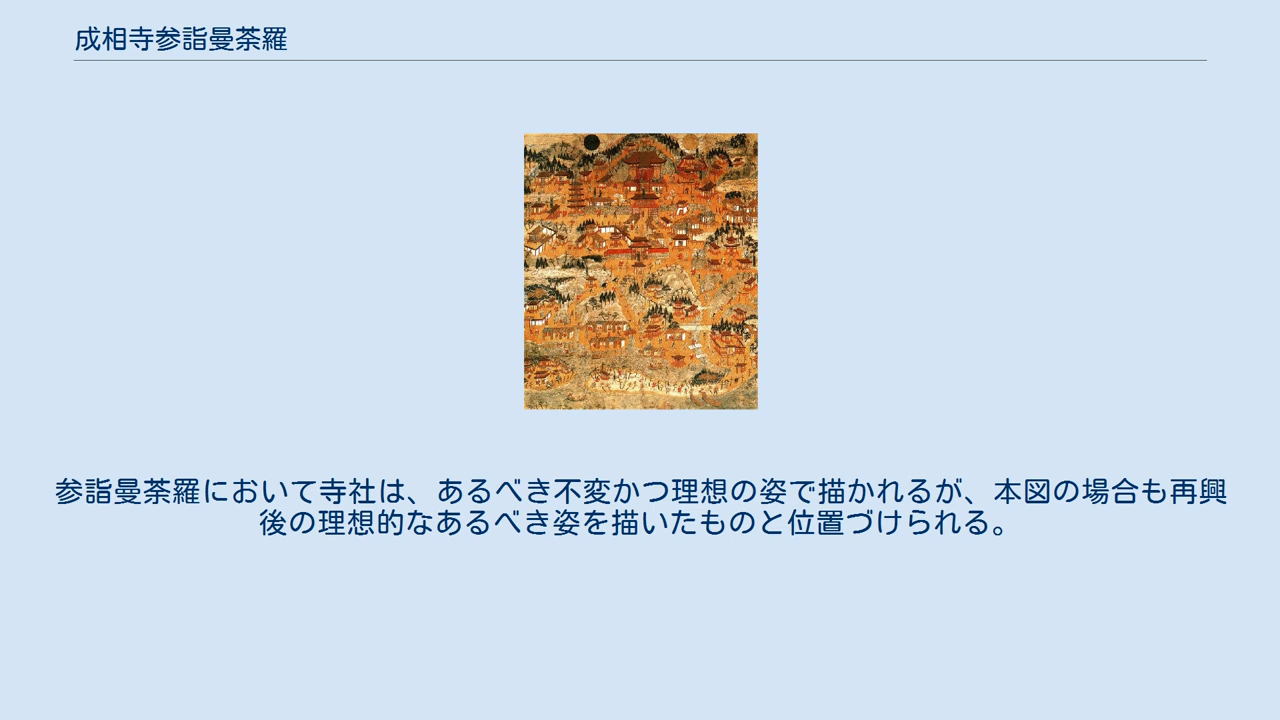 成相寺参詣曼荼羅
参詣曼荼羅において寺社は、あるべき不変かつ理想の姿で描かれるが、本図の場合も再興
後の理想的なあるべき姿を描いたものと位置づけられる。